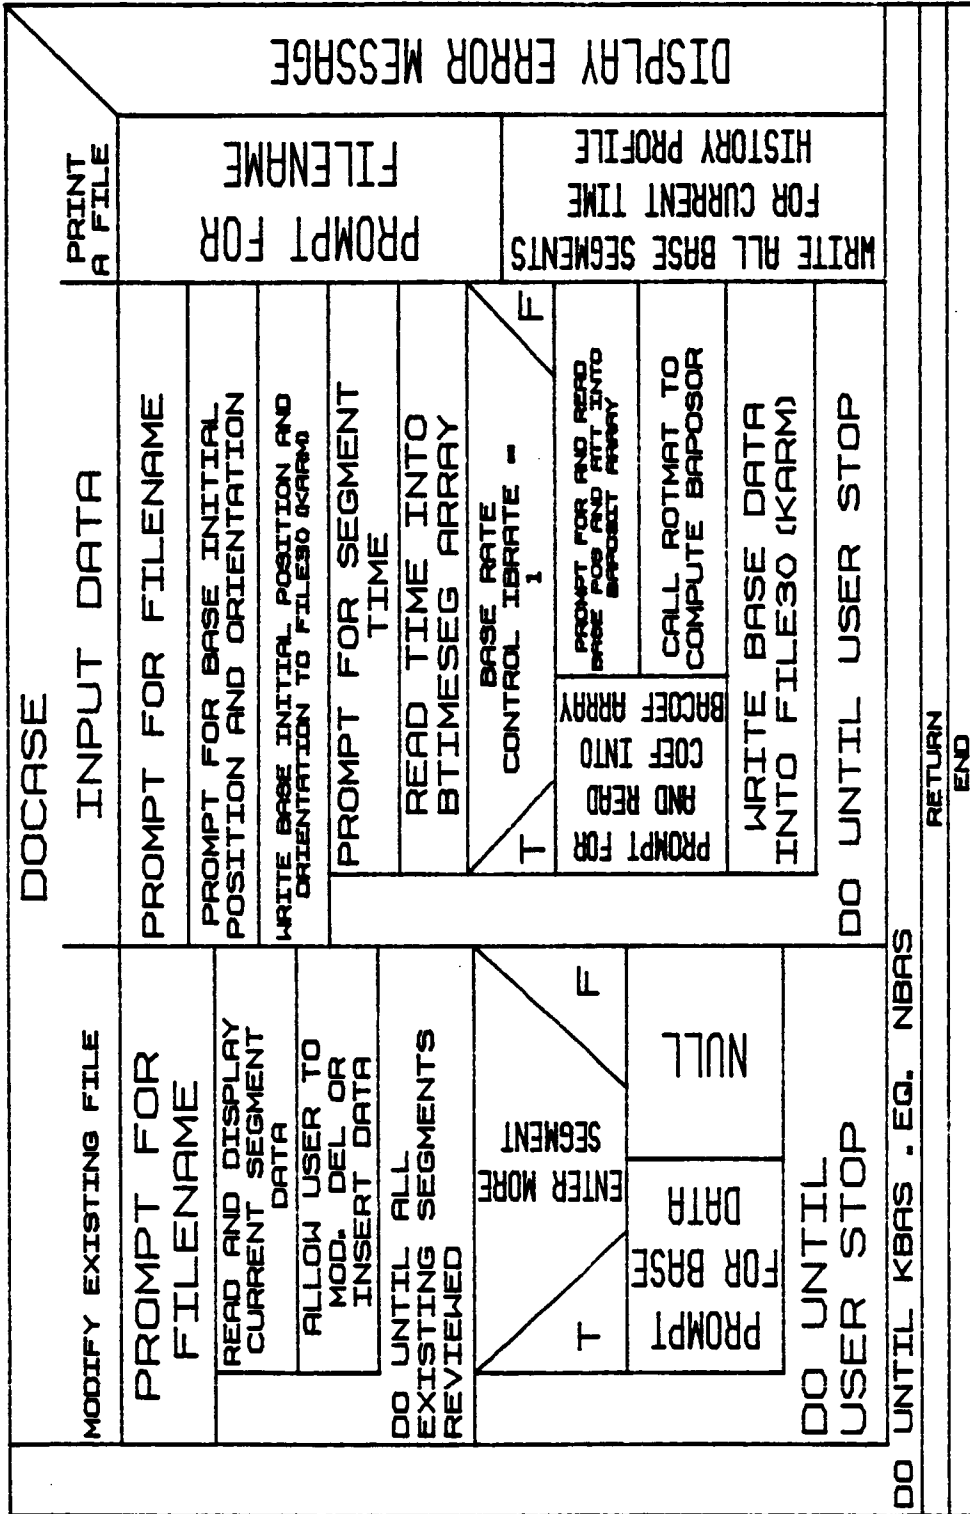 DOCASE
MODIFY EXISTING FILE
PROMPT FOR
FILENAME
READ AND DISPLAY
CURRENT SEGMENT
DATA
ALLOW USER TO
MOD. DEL OR
INSERT DATA
DO UNTIL ALL
EXISTING SEGMENTS
REVIEWED
ENTER MORE
SEGMENT
T
F
PROMPT
FOR BASE
DATA
NULL
DO UNTIL
USER STOP
INPUT DATA
PROMPT FOR FILENAME
PROMPT FOR BASE INITIAL
POSITION AND ORIENTATION
WRITE BASE INITIAL POSITION AND
ORIENTATION TO FILE30 (KARM)
PROMPT FOR SEGMENT
TIME
READ TIME INTO
BTIMESEG ARRAY
BASE RATE
CONTROL IBRATE =
1
T
F
PROMPT FOR
AND READ
COEF INTO
BACOEF ARRAY
PROMPT FOR AND READ
BASE POS AND ATT INTO
BAPOSIT ARRAY
CALL ROTMAT TO
COMPUTE BAPOSOR
WRITE BASE DATA
INTO FILE30 (KARM)
DO UNTIL USER STOP
PRINT
A FILE
PROMPT FOR
FILENAME
WRITE ALL BASE SEGMENTS
FOR CURRENT TIME
HISTORY PROFILE
DISPLAY ERROR MESSAGE
DO UNTIL KBAS .EQ. NBAS
RETURN
END